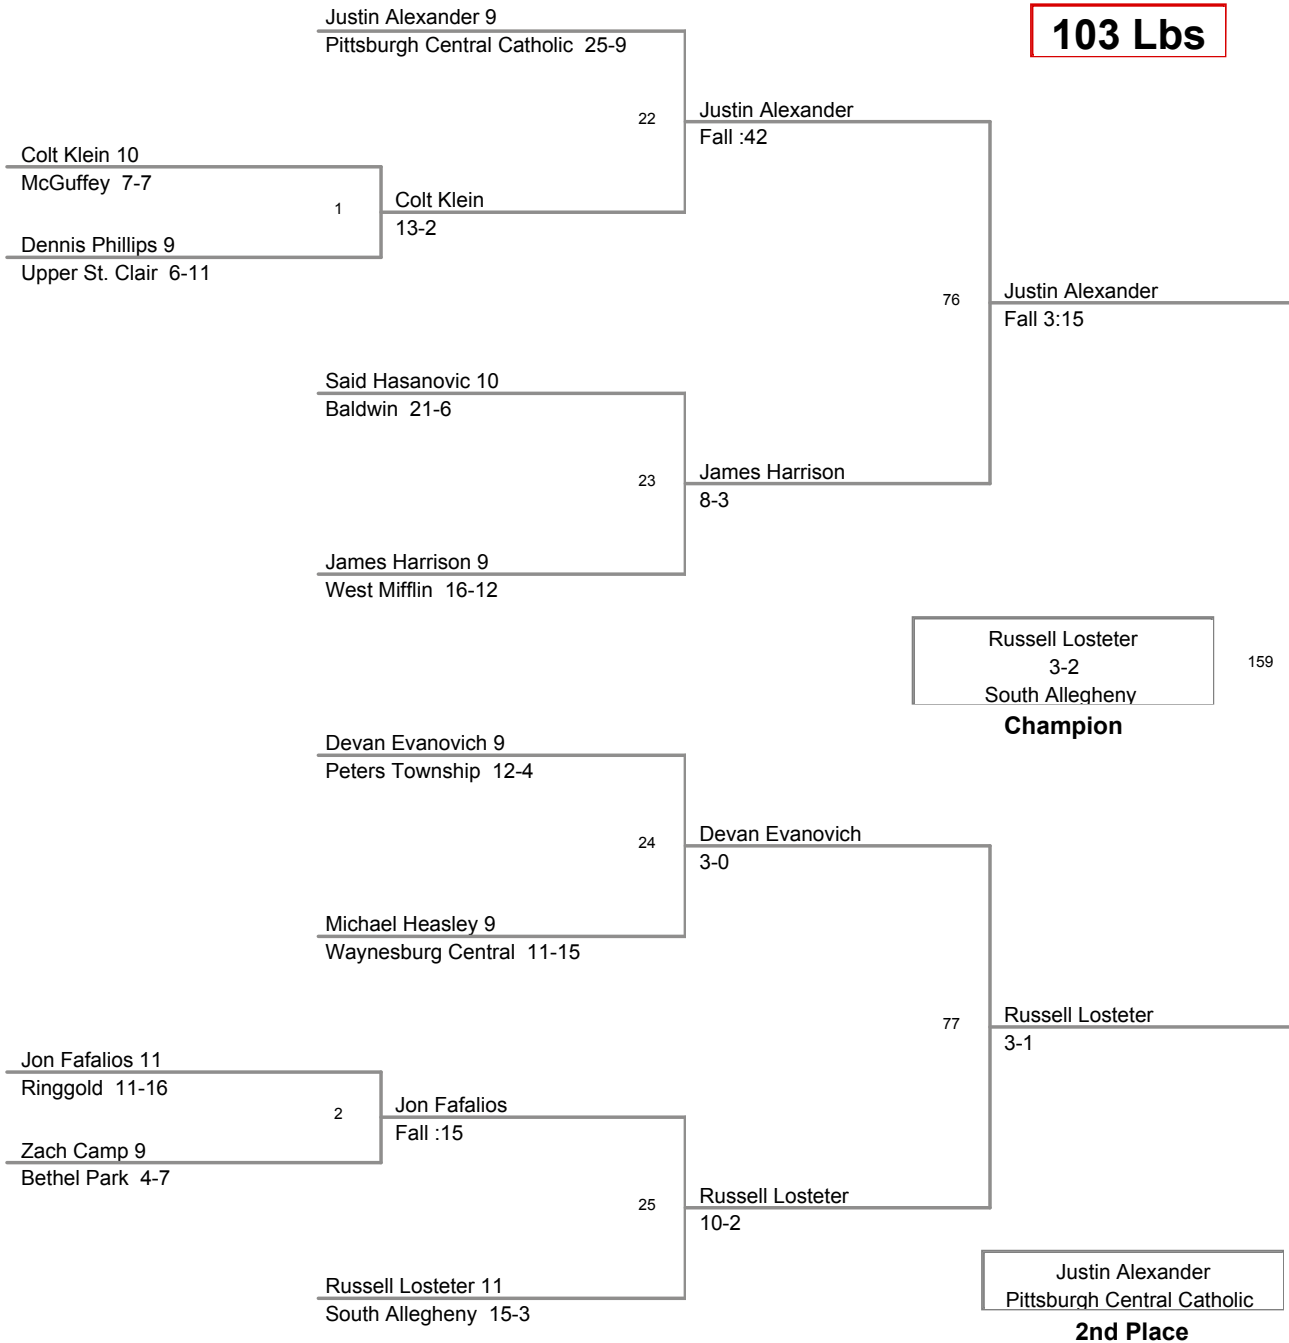 Justin Alexander 9
Pittsburgh Central Catholic 25-9
103 Lbs
22
Justin Alexander
Fall :42
Colt Klein 10
McGuffey 7-7
1
Colt Klein
13-2
Dennis Phillips 9
Upper St. Clair 6-11
76
Justin Alexander
Fall 3:15
Said Hasanovic 10
Baldwin 21-6
23
James Harrison
8-3
James Harrison 9
West Mifflin 16-12
Russell Losteter
3-2
South Allegheny
159
Champion
Devan Evanovich 9
Peters Township 12-4
24
Devan Evanovich
3-0
Michael Heasley 9
Waynesburg Central 11-15
77
Russell Losteter
3-1
Jon Fafalios 11
Ringgold 11-16
2
Jon Fafalios
Fall :15
Zach Camp 9
Bethel Park 4-7
25
Russell Losteter
10-2
Russell Losteter 11
South Allegheny 15-3
Justin Alexander
Pittsburgh Central Catholic
2nd Place